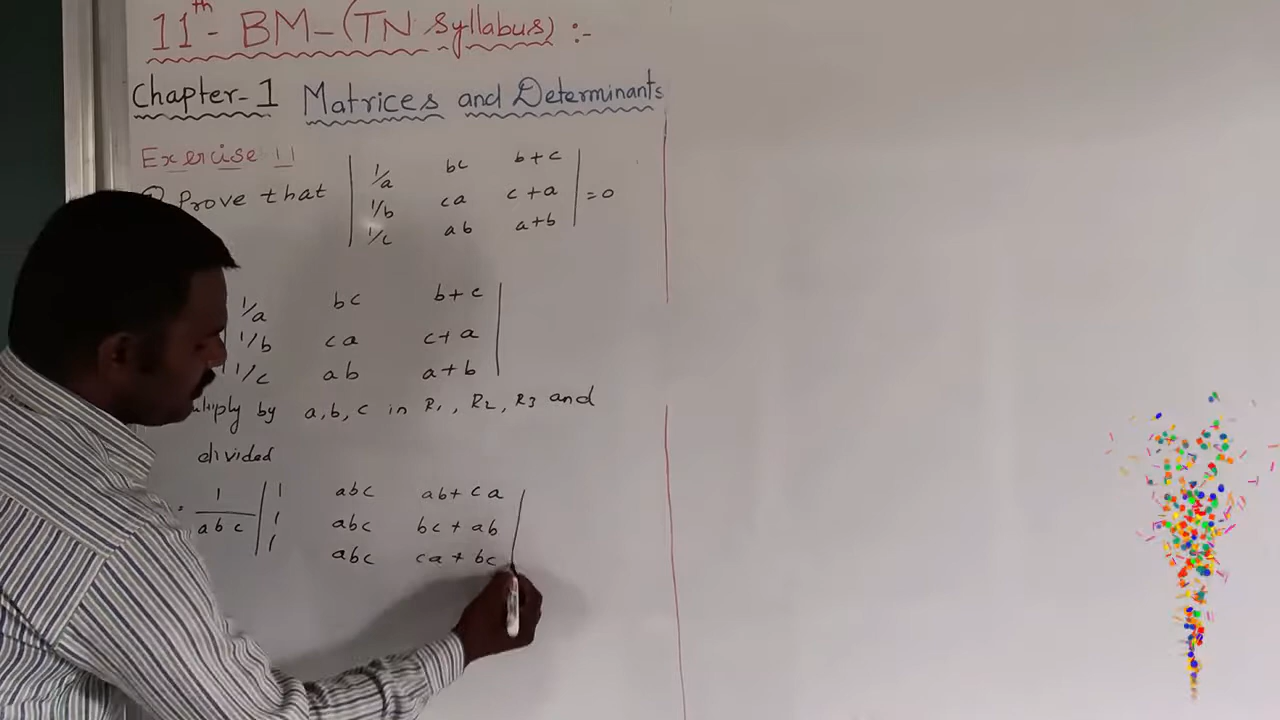 11th - BM - (TN Syllabus) :-
Chapter-1 Matrices and Determinants
Exercise 1.1
Prove that | 1/a bc b+c |
| 1/b ca c+a | = 0
| 1/c ab a+b |
1/a bc b+c |
1/b ca c+a |
1/c ab a+b |
by a, b, c in R1, R2, R3 and
divided
= 1/abc | 1 abc ab+ca |
| 1 abc bc+ab |
| 1 abc ca+bc |